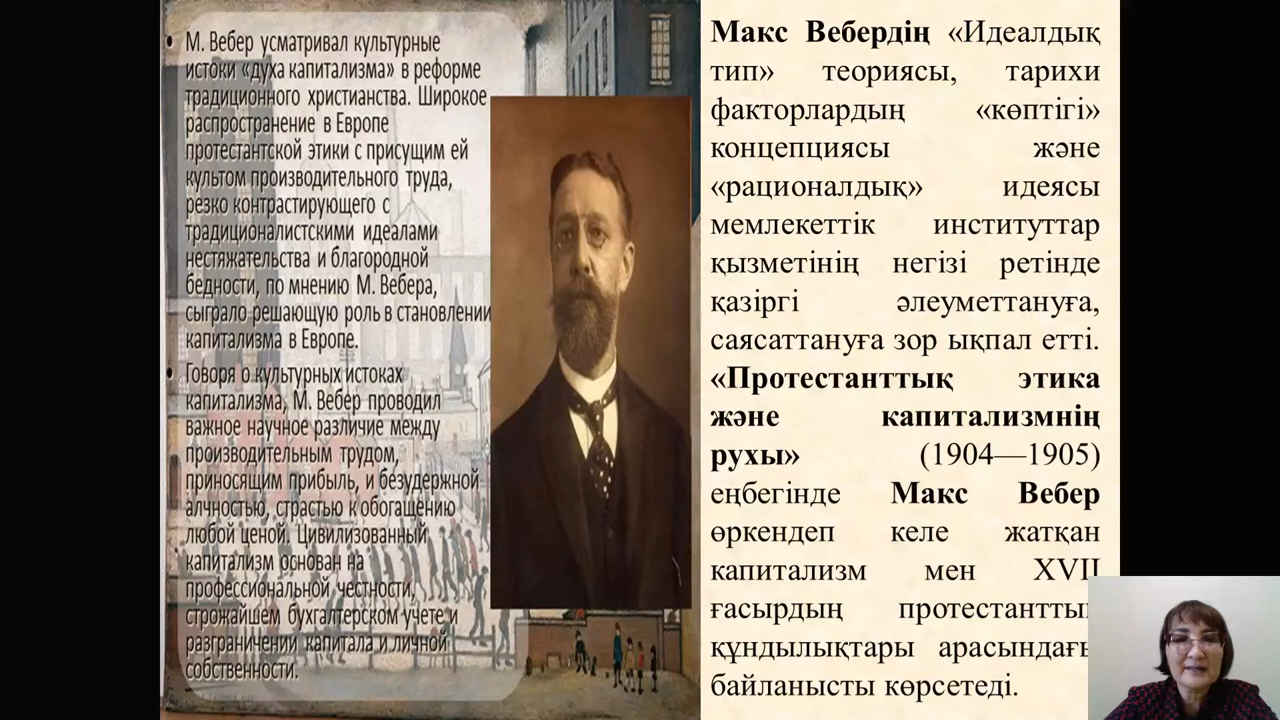 • М. Вебер усматривал культурные
истоки «духа капитализма» в реформе
традиционного христианства. Широкое
распространение в Европе
протестантской этики с присущим ей
культом производительного труда,
резко контрастирующего с
традиционалистскими идеалами
нестяжательства и благородной
бедности, по мнению М. Вебера,
сыграло решающую роль в становлении
капитализма в Европе.
• Говоря о культурных истоках
капитализма, М. Вебер проводил
важное научное различие между
производительным трудом,
приносящим прибыль, и безудержной
алчностью, страстью к обогащению
любой ценой. Цивилизованный
капитализм основан на
профессиональной честности,
строжайшем бухгалтерском учете и
разграничении капитала и личной
собственности.
Макс Вебердің «Идеалдық
тип» теориясы, тарихи
факторлардың «көптігі»
концепциясы және
«рационалдық» идеясы
мемлекеттік институттар
қызметінің негізі ретінде
қазіргі әлеуметтануға,
саясаттануға зор ықпал етті.
«Протестанттық этика
және капитализмнің
рухы» (1904—1905)
еңбегінде Макс Вебер
өркендеп келе жатқан
капитализм мен XVII
ғасырдың
құндылықтары
байланысты көрсетеді.